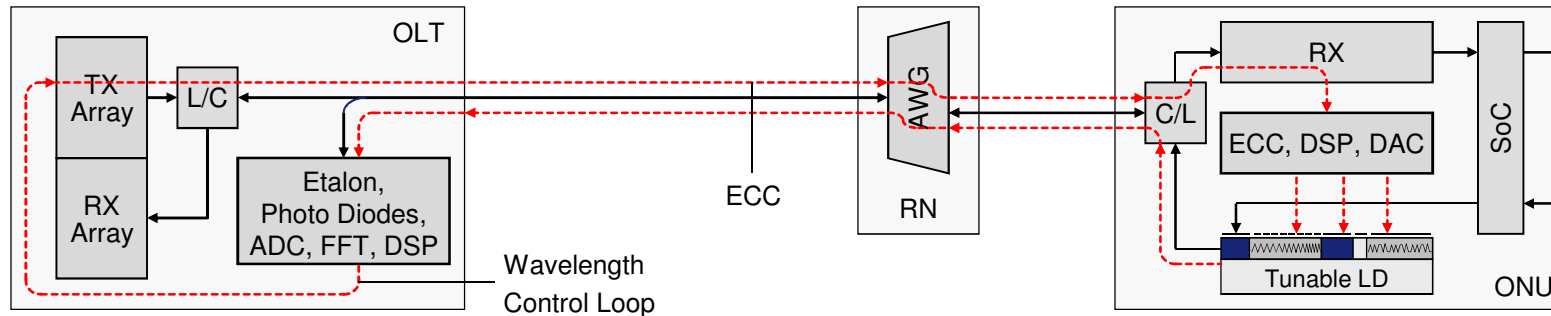 OLT
TX
Array
L/C
RX
Array
Etalon,
Photo Diodes,
ADC, FFT, DSP
Wavelength
Control Loop
ECC
AWG
RN
C/L
RX
ECC, DSP, DAC
SoC
Tunable LD
ONU